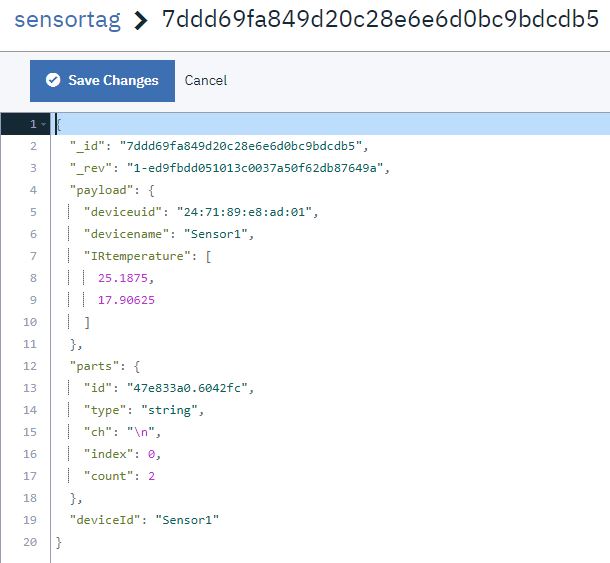 sensortag > 7ddd69fa849d20c28e6e6d0bc9bdcdb5
Save Changes Cancel
1 {
2 "_id": "7ddd69fa849d20c28e6e6d0bc9bdcdb5",
3 "_rev": "1-ed9fbdd051013c0037a50f62db87649a",
4 "payload": {
5 "deviceuid": "24:71:89:e8:ad:01",
6 "devicename": "Sensor1",
7 "IRtemperature": [
8 25.1875,
9 17.90625
10 ]
11 },
12 "parts": {
13 "id": "47e833a0.6042fc",
14 "type": "string",
15 "ch": "\n",
16 "index": 0,
17 "count": 2
18 },
19 "deviceId": "Sensor1"
20 }